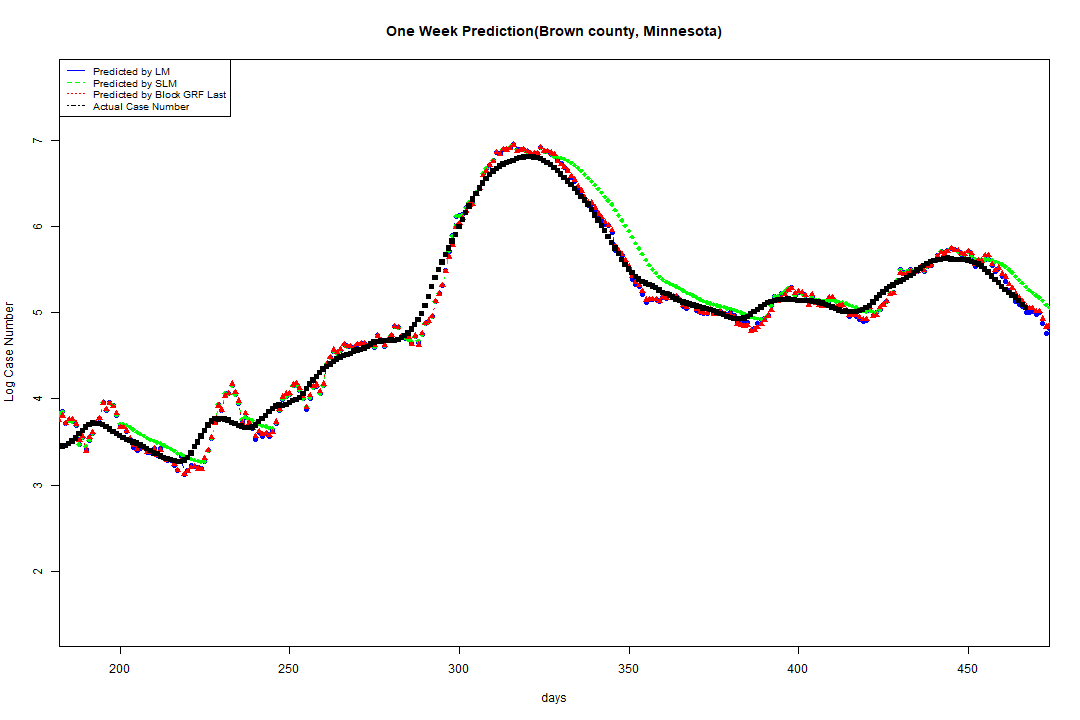 One Week Prediction(Brown county, Minnesota)
Predicted by LM
Predicted by SLM
Predicted by Block GRF Last
Actual Case Number
7
6
5
4
3
2
Log Case Number
200 250 300 350 400 450
days